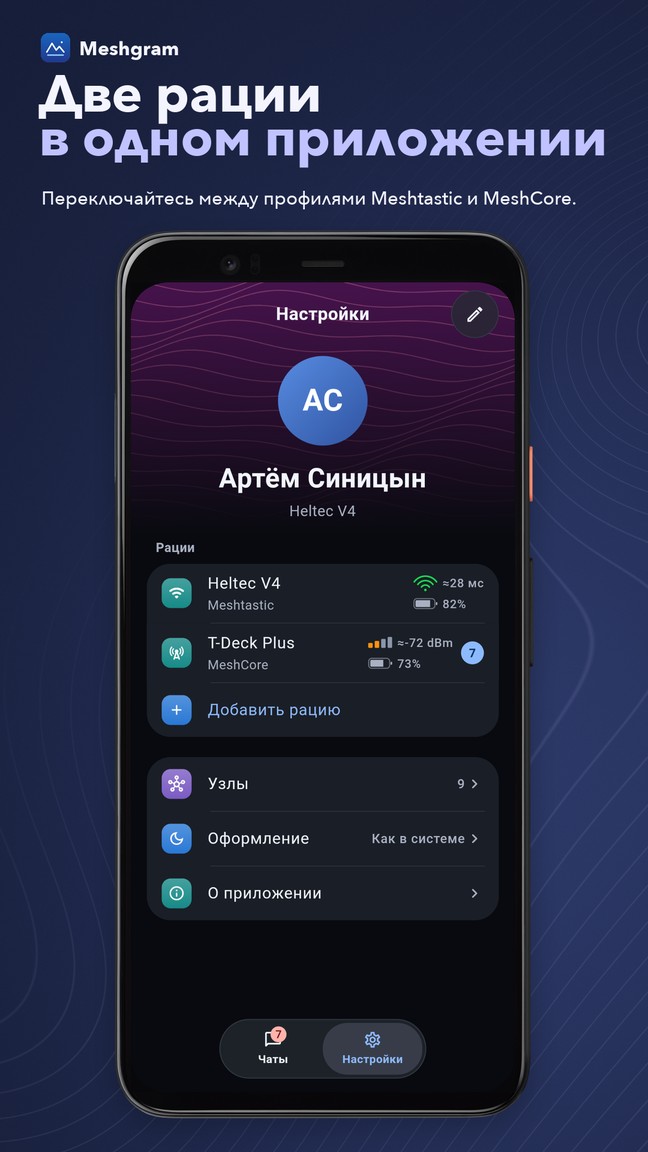 Meshgram
Две рации
в одном приложении
Переключайтесь между профилями Meshtastic и MeshCore.
Настройки
АС
Артём Синицын
Heltec V4
Рации
Heltec V4
≈28 мс
Meshtastic
82%
T-Deck Plus
≈-72 dBm
7
MeshCore
73%
Добавить рацию
Узлы
9
Оформление
Как в системе
О приложении
7
Чаты
Настройки